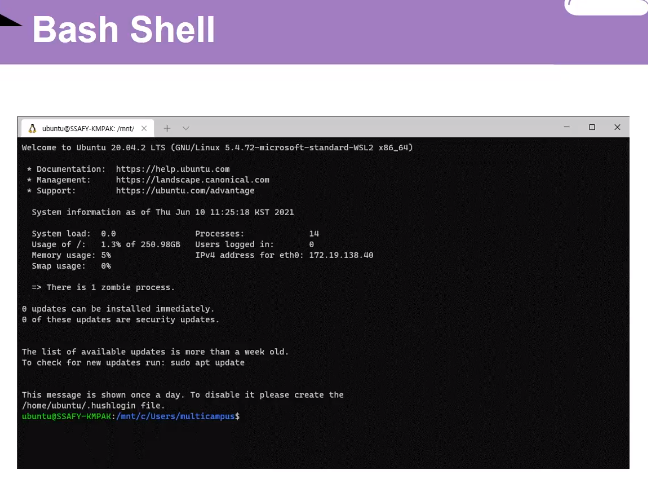 Bash Shell
ubuntu@SSAFY-KMPAK: /mnt/
Welcome to Ubuntu 20.04.2 LTS (GNU/Linux 5.4.72-microsoft-standard-WSL2 x86_64)
* Documentation:  https://help.ubuntu.com
* Management:     https://landscape.canonical.com
* Support:        https://ubuntu.com/advantage
System information as of Thu Jun 10 11:25:18 KST 2021
System load:  0.0                Processes:             14
Usage of /:   1.3% of 250.98GB   Users logged in:       0
Memory usage: 5%                 IPv4 address for eth0: 172.19.138.40
Swap usage:   0%
=> There is 1 zombie process.
0 updates can be installed immediately.
0 of these updates are security updates.
The list of available updates is more than a week old.
To check for new updates run: sudo apt update
This message is shown once a day. To disable it please create the
/home/ubuntu/.hushlogin file.
ubuntu@SSAFY-KMPAK:/mnt/c/Users/multicampus$